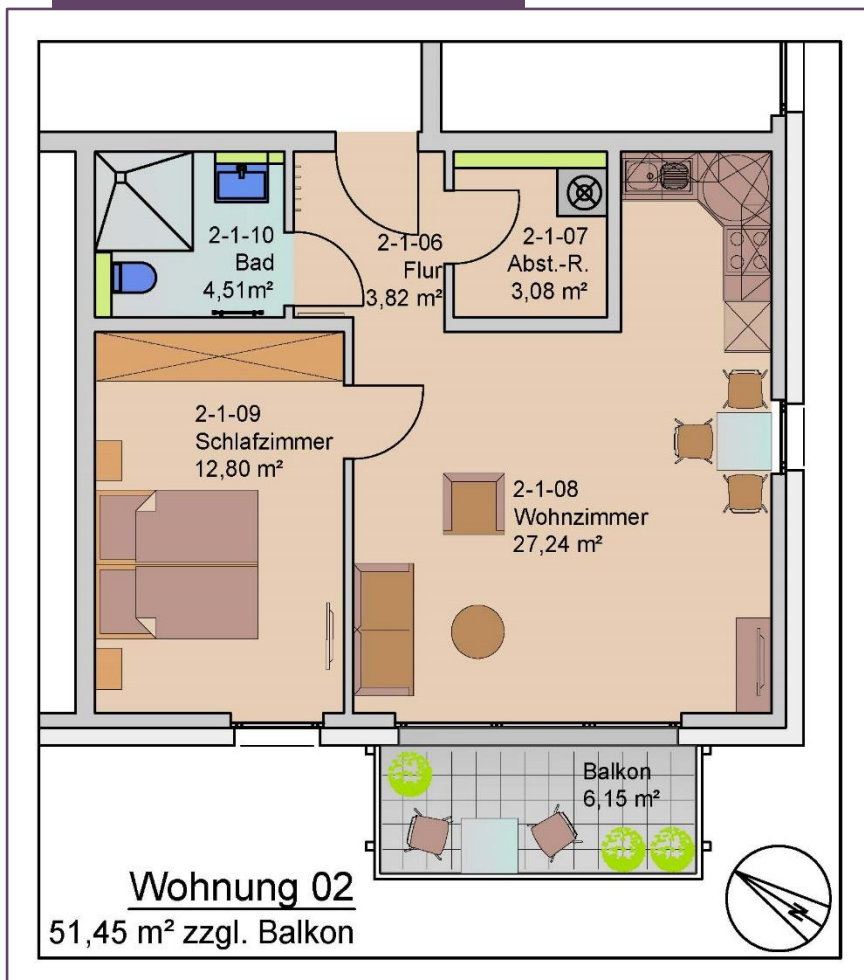 2-1-10
Bad
4,51m²
2-1-06
Flur
3,82 m²
2-1-07
Abst.-R.
3,08 m²
2-1-09
Schlafzimmer
12,80 m²
2-1-08
Wohnzimmer
27,24 m²
Balkon
6,15 m²
Wohnung 02
51,45 m² zzgl. Balkon
N